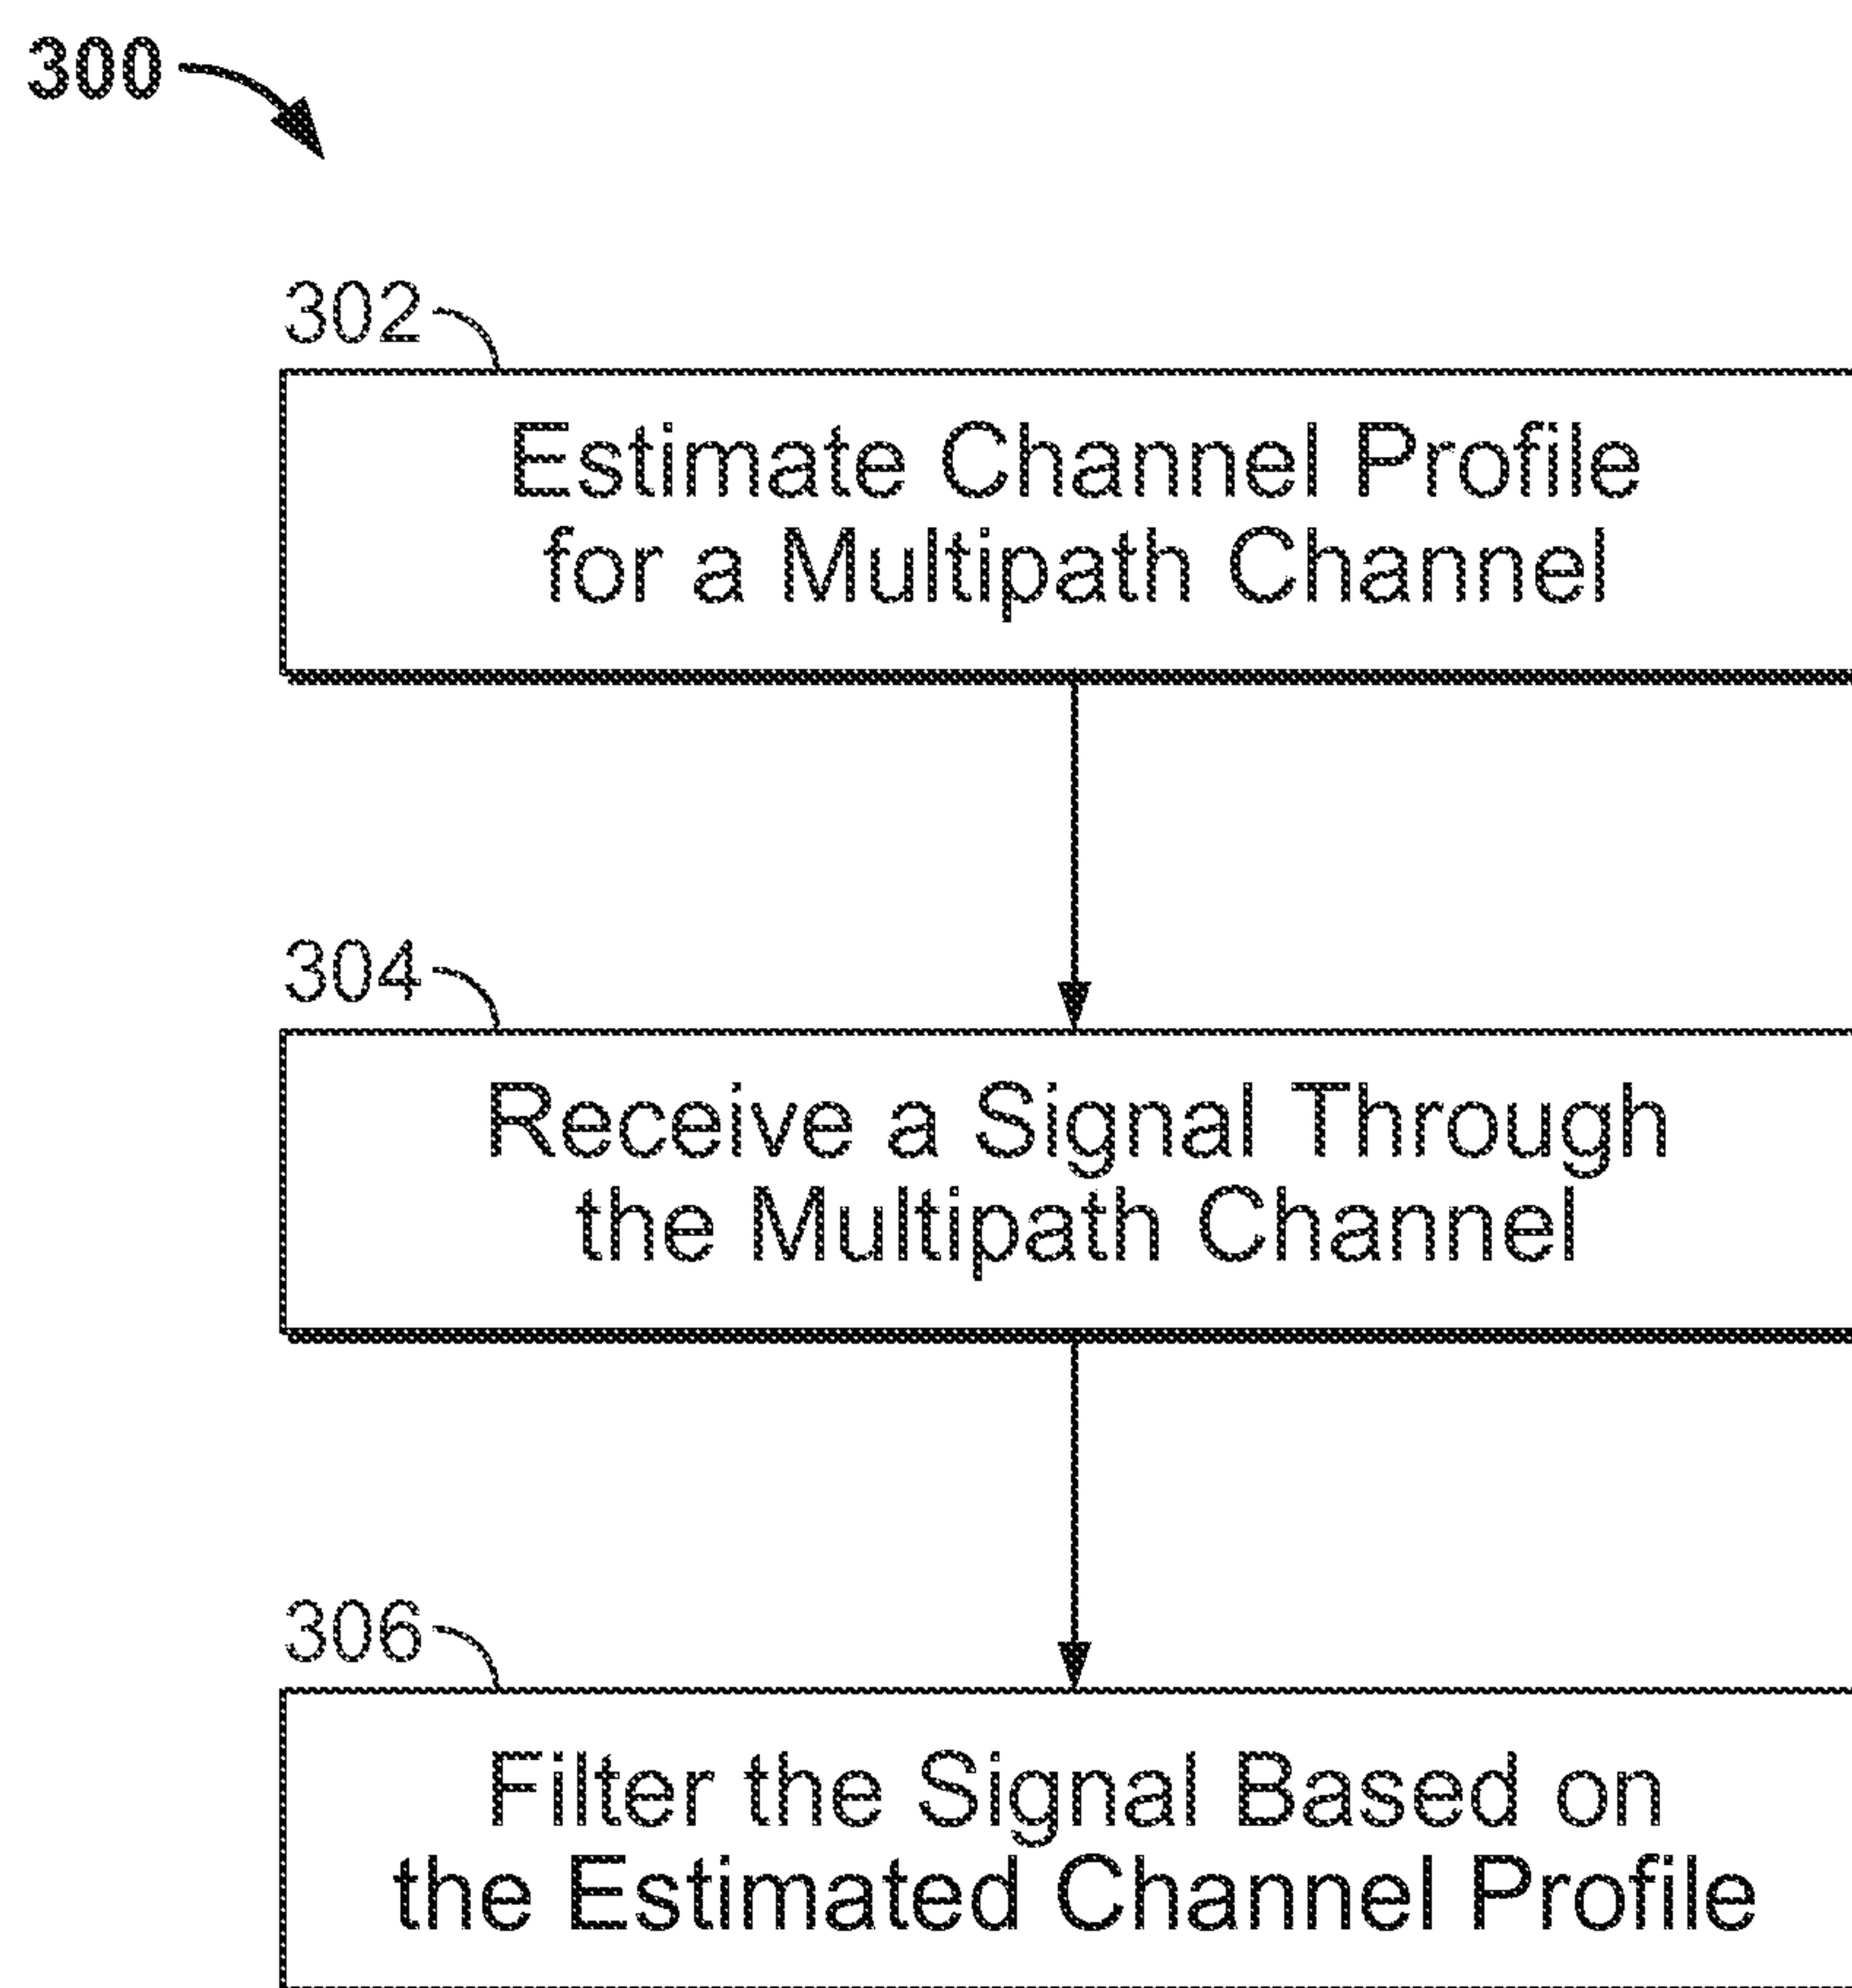 300
302
Estimate Channel Profile
for a Multipath Channel
304
Receive a Signal Through
the Multipath Channel
306
Filter the Signal Based on
the Estimated Channel Profile